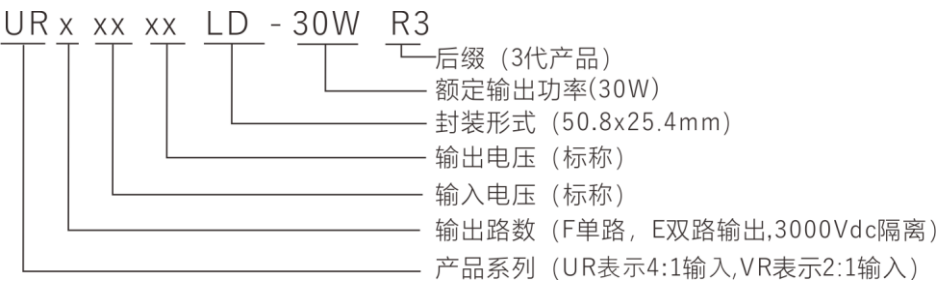 UR x xx xx LD - 30W R3
后缀（3代产品）
额定输出功率(30W)
封装形式（50.8x25.4mm）
输出电压（标称）
输入电压（标称）
输出路数（F单路，E双路输出,3000Vdc隔离）
产品系列（UR表示4:1输入,VR表示2:1输入）